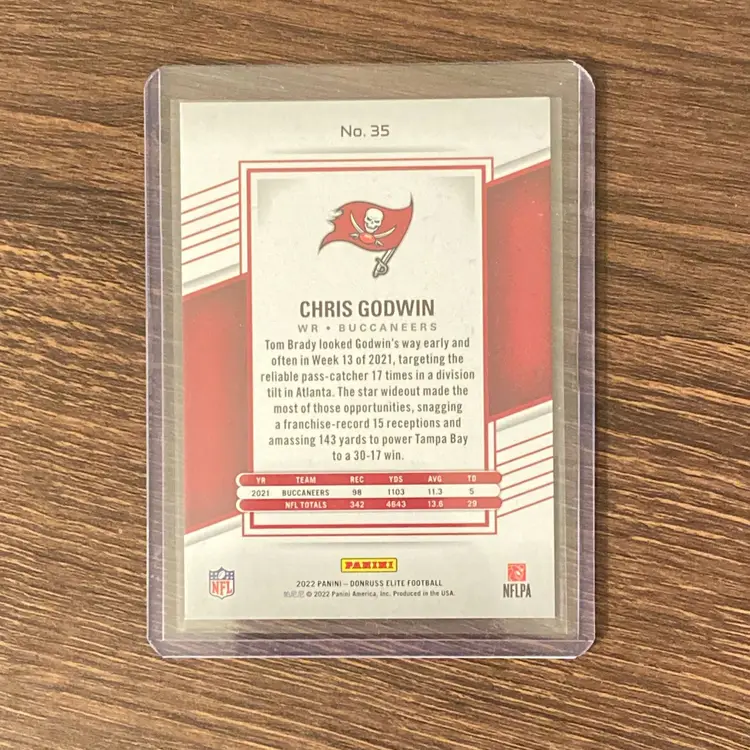 No. 35
CHRIS GODWIN
WR • BUCCANEERS
Tom Brady looked Godwin's way early and
often in Week 13 of 2021, targeting the
reliable pass-catcher 17 times in a division
tilt in Atlanta. The star wideout made the
most of those opportunities, snagging
a franchise-record 15 receptions and
amassing 143 yards to power Tampa Bay
to a 30-17 win.
YR TEAM REC YDS AVG TD
2021 BUCCANEERS 98 1103 11.3 5
NFL TOTALS 342 4643 13.6 29
PANINI
NFL
2022 PANINI – DONRUSS ELITE FOOTBALL
© 2022 Panini America, Inc. Produced in the USA.
NFLPA